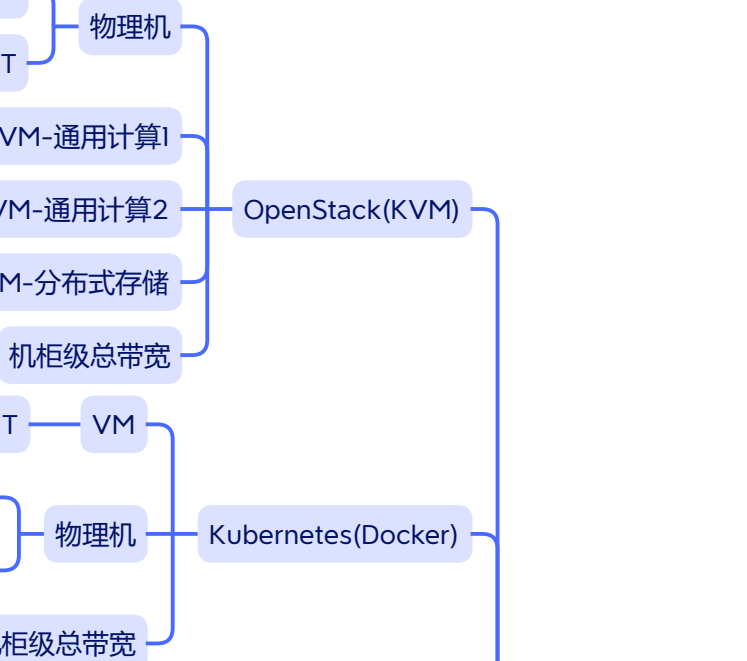 物理机
T
VM-通用计算1
VM-通用计算2
OpenStack(KVM)
M-分布式存储
机柜级总带宽
T
VM
物理机
Kubernetes(Docker)
柜级总带宽